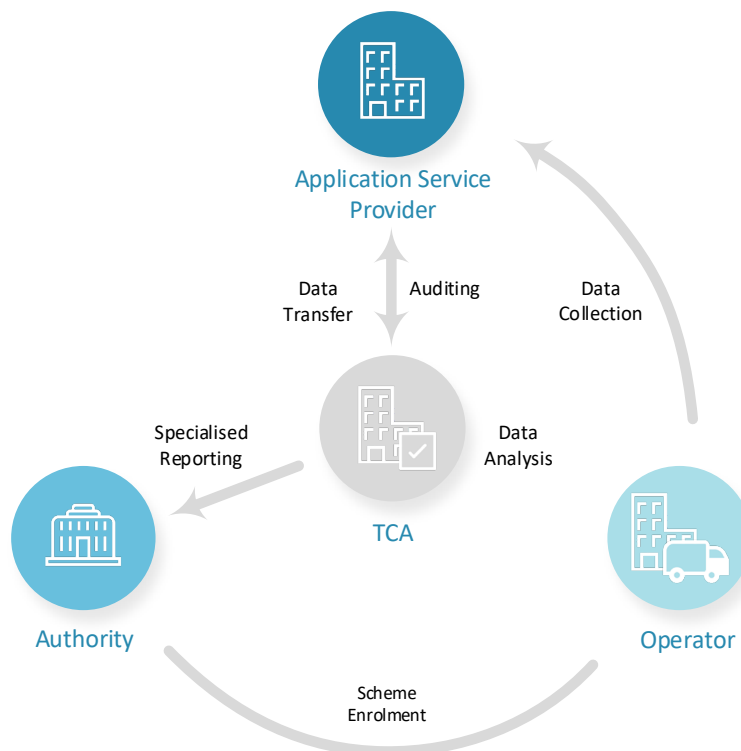 Application Service
Provider
Data
Transfer
Auditing
Data
Collection
Specialised
Reporting
Data
Analysis
TCA
Authority
Operator
Scheme
Enrolment